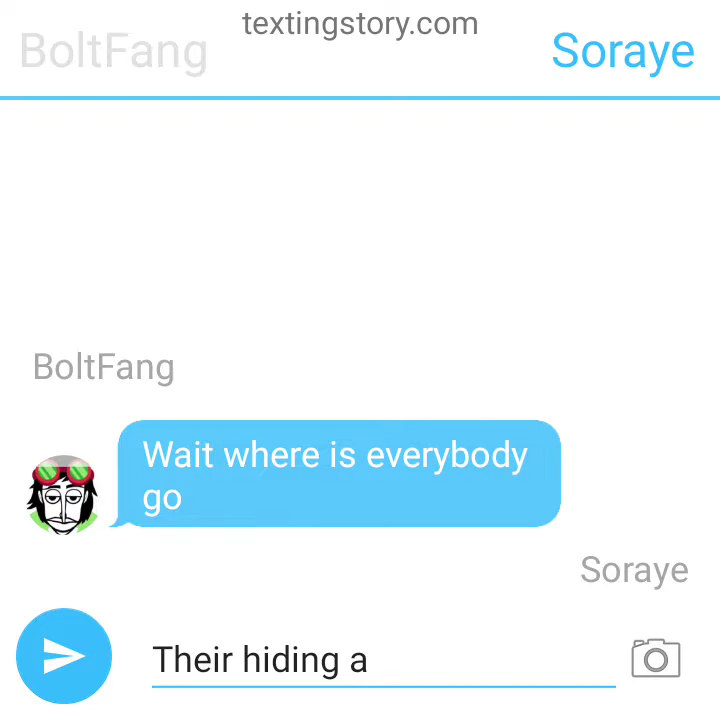 textingstory.com
BoltFang
Soraye
BoltFang
Wait where is everybody
go
Soraye
Their hiding a